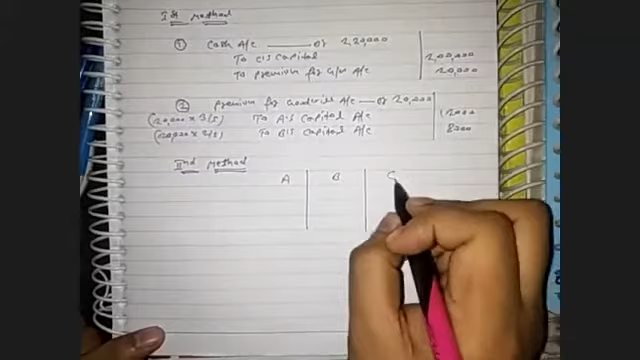 Ist Method
① Cash A/c —— Dr 2,20,000
To C's Capital 2,00,000
To premium for G/w A/c 20,000
② premium for Goodwill A/c — Dr 20,000
(20,000 x 3/5) To A's Capital A/c 12000
(20,000 x 2/5) To B's Capital A/c 8000
IInd Method
A B C